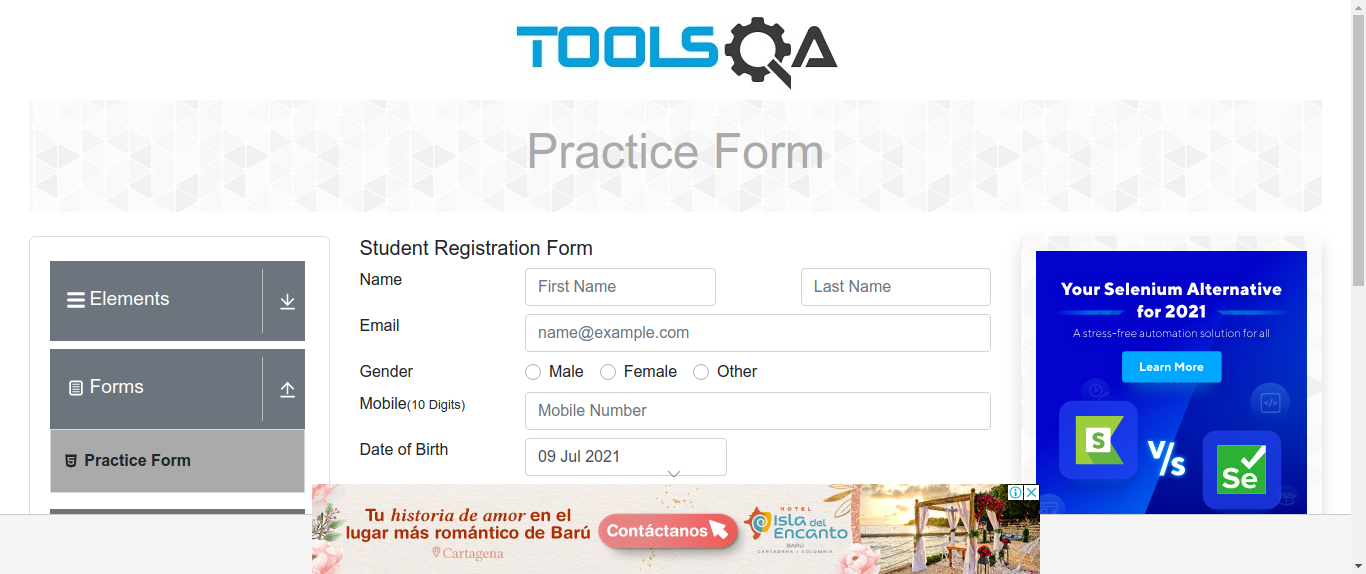 TOOLSQA
Practice Form
Elements
Forms
Practice Form
Student Registration Form
Name
First Name
Last Name
Email
name@example.com
Gender
Male
Female
Other
Mobile(10 Digits)
Mobile Number
Date of Birth
09 Jul 2021
Your Selenium Alternative
for 2021
A stress-free automation solution for all
Learn More
S
V/s
Se
Tu historia de amor en el
lugar más romántico de Barú
Cartagena
Contáctanos
HOTEL
Isla del
Encanto
BARÚ
CARTAGENA - COLOMBIA